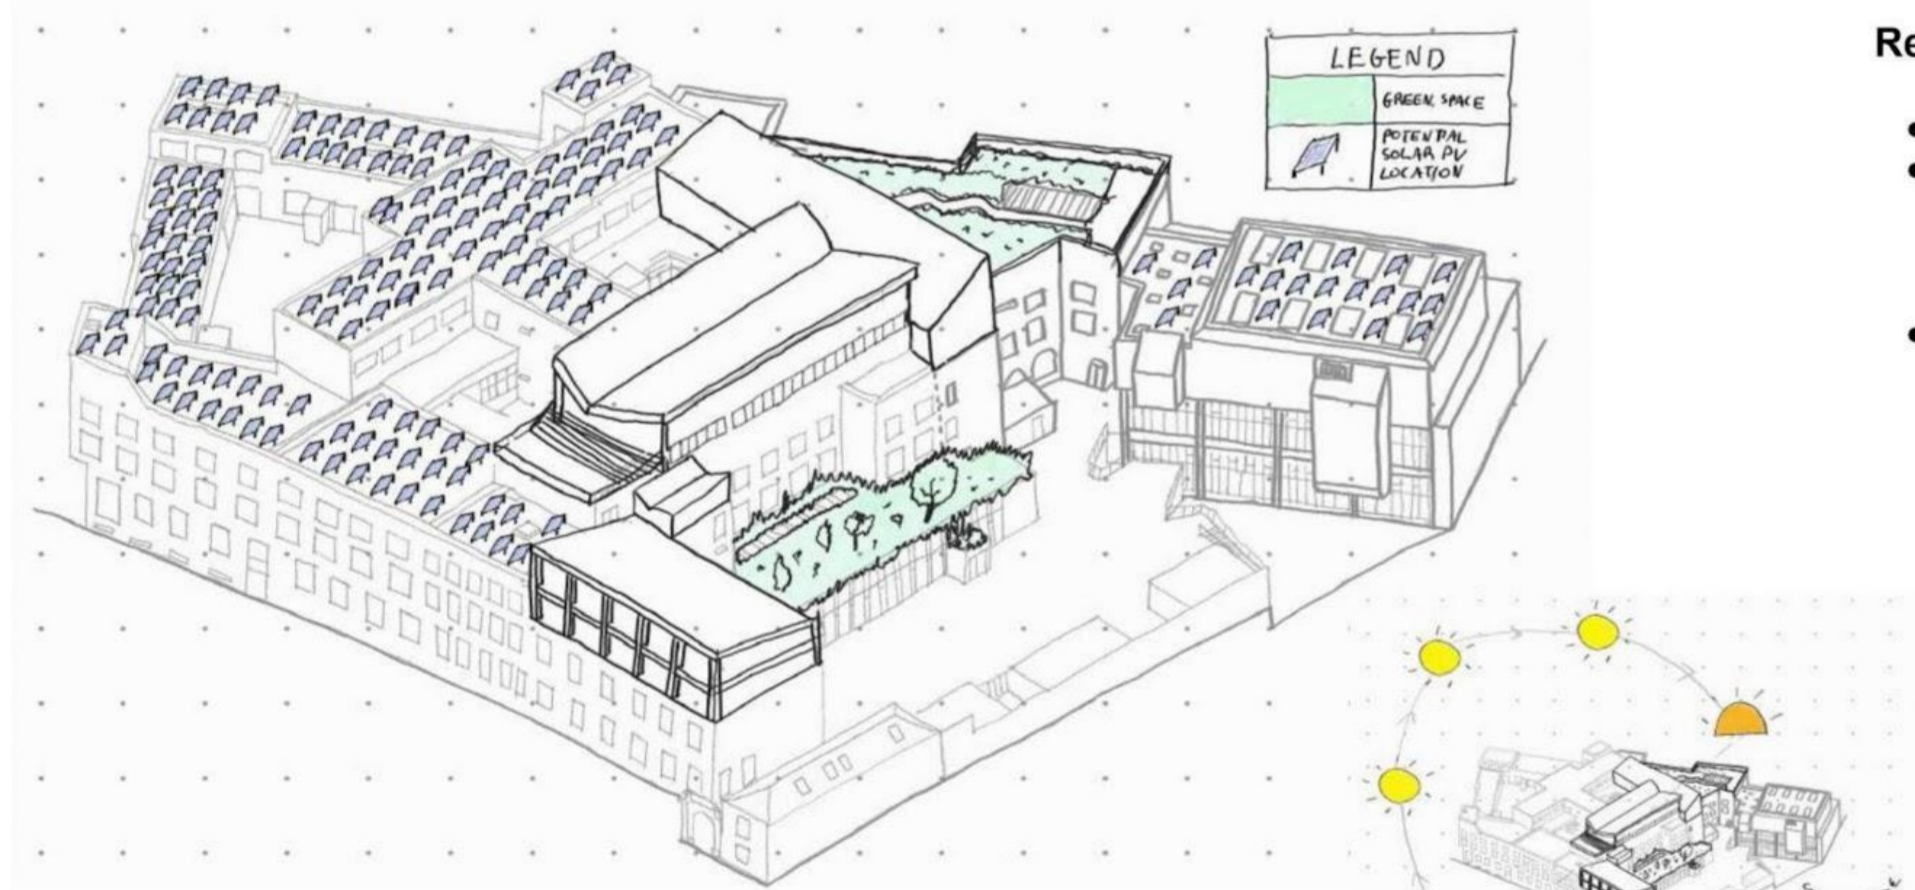 LEGEND
GREEN SPACE
POTENTIAL
SOLAR PV
LOCATION
Re
S
W